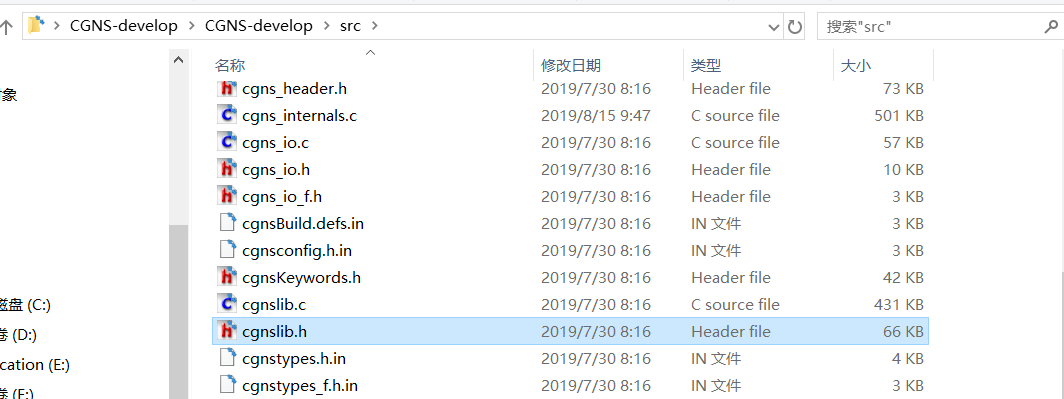 CGNS-develop > CGNS-develop > src >
搜索"src"
名称 修改日期 类型 大小
cgns_header.h 2019/7/30 8:16 Header file 73 KB
对象
cgns_internals.c 2019/8/15 9:47 C source file 501 KB
cgns_io.c 2019/7/30 8:16 C source file 57 KB
cgns_io.h 2019/7/30 8:16 Header file 10 KB
cgns_io_f.h 2019/7/30 8:16 Header file 3 KB
cgnsBuild.defs.in 2019/7/30 8:16 IN 文件 3 KB
cgnsconfig.h.in 2019/7/30 8:16 IN 文件 3 KB
cgnsKeywords.h 2019/7/30 8:16 Header file 42 KB
磁盘 (C:)
cgnslib.c 2019/7/30 8:16 C source file 431 KB
卷 (D:)
cgnslib.h 2019/7/30 8:16 Header file 66 KB
cation (E:)
cgnstypes.h.in 2019/7/30 8:16 IN 文件 4 KB
卷 (F:)
cgnstypes_f.h.in 2019/7/30 8:16 IN 文件 3 KB